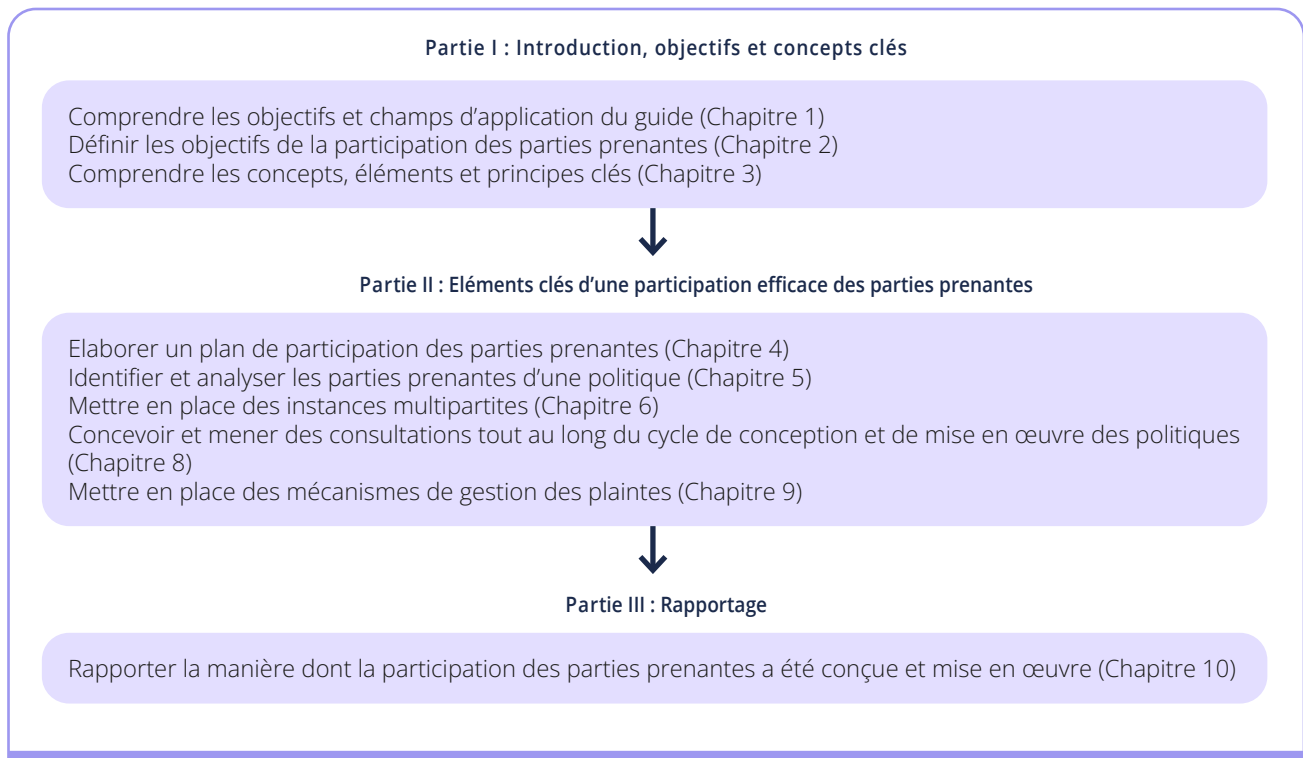 Partie I : Introduction, objectifs et concepts clés
Comprendre les objectifs et champs d’application du guide (Chapitre 1)
Définir les objectifs de la participation des parties prenantes (Chapitre 2)
Comprendre les concepts, éléments et principes clés (Chapitre 3)
Partie II : Eléments clés d’une participation efficace des parties prenantes
Elaborer un plan de participation des parties prenantes (Chapitre 4)
Identifier et analyser les parties prenantes d’une politique (Chapitre 5)
Mettre en place des instances multipartites (Chapitre 6)
Concevoir et mener des consultations tout au long du cycle de conception et de mise en œuvre des politiques
(Chapitre 8)
Mettre en place des mécanismes de gestion des plaintes (Chapitre 9)
Partie III : Rapportage
Rapporter la manière dont la participation des parties prenantes a été conçue et mise en œuvre (Chapitre 10)